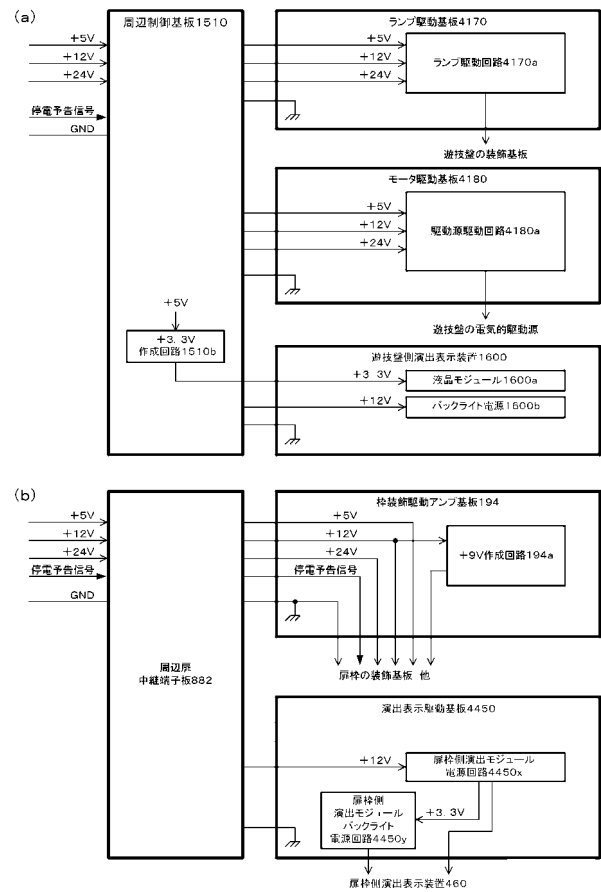 (a)
周辺制御基板1510
+5V
+12V
+24V
停電予告信号
GND
+5V
+3.3V
作成回路1510b
ランプ駆動基板4170
+5V
+12V
+24V
ランプ駆動回路4170a
遊技盤の装飾基板
モータ駆動基板4180
+5V
+12V
+24V
駆動源駆動回路4180a
遊技盤の電気的駆動源
遊技盤側演出表示装置1600
+3.3V
液晶モジュール1600a
+12V
バックライト電源1600b
(b)
+5V
+12V
+24V
停電予告信号
GND
周辺扉
中継端子板882
枠装飾駆動アンプ基板194
+5V
+12V
+24V
停電予告信号
+9V作成回路194a
扉枠の装飾基板 他
演出表示駆動基板4450
+12V
扉枠側演出モジュール
電源回路4450x
扉枠側
演出モジュール
バックライト
電源回路4450y
+3.3V
扉枠側演出表示装置460